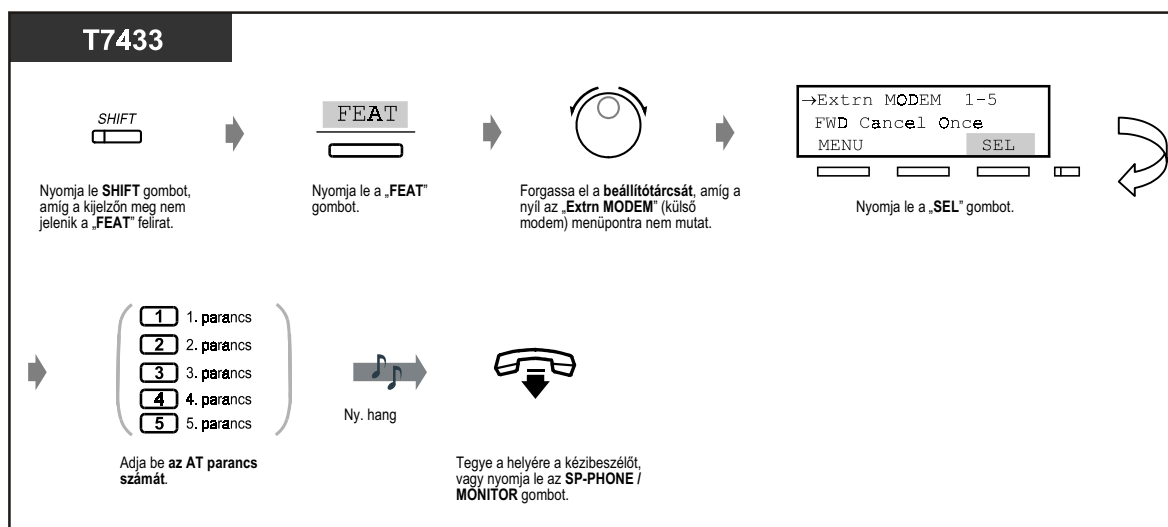 T7433
SHIFT
Nyomja le SHIFT gombot,
amíg a kijelzőn meg nem
jelenik a „FEAT” felirat.
FEAT
Nyomja le a „FEAT”
gombot.
Forgassa el a beállítótárcsát, amíg a
nyíl az „Extrn MODEM” (külső
modem) menüpontra nem mutat.
→Extrn MODEM 1-5
FWD Cancel Once
MENU SEL
Nyomja le a „SEL” gombot.
1 1. parancs
2 2. parancs
3 3. parancs
4 4. parancs
5 5. parancs
Adja be az AT parancs
számát.
Ny. hang
Tegye a helyére a kézibeszélőt,
vagy nyomja le az SP-PHONE /
MONITOR gombot.